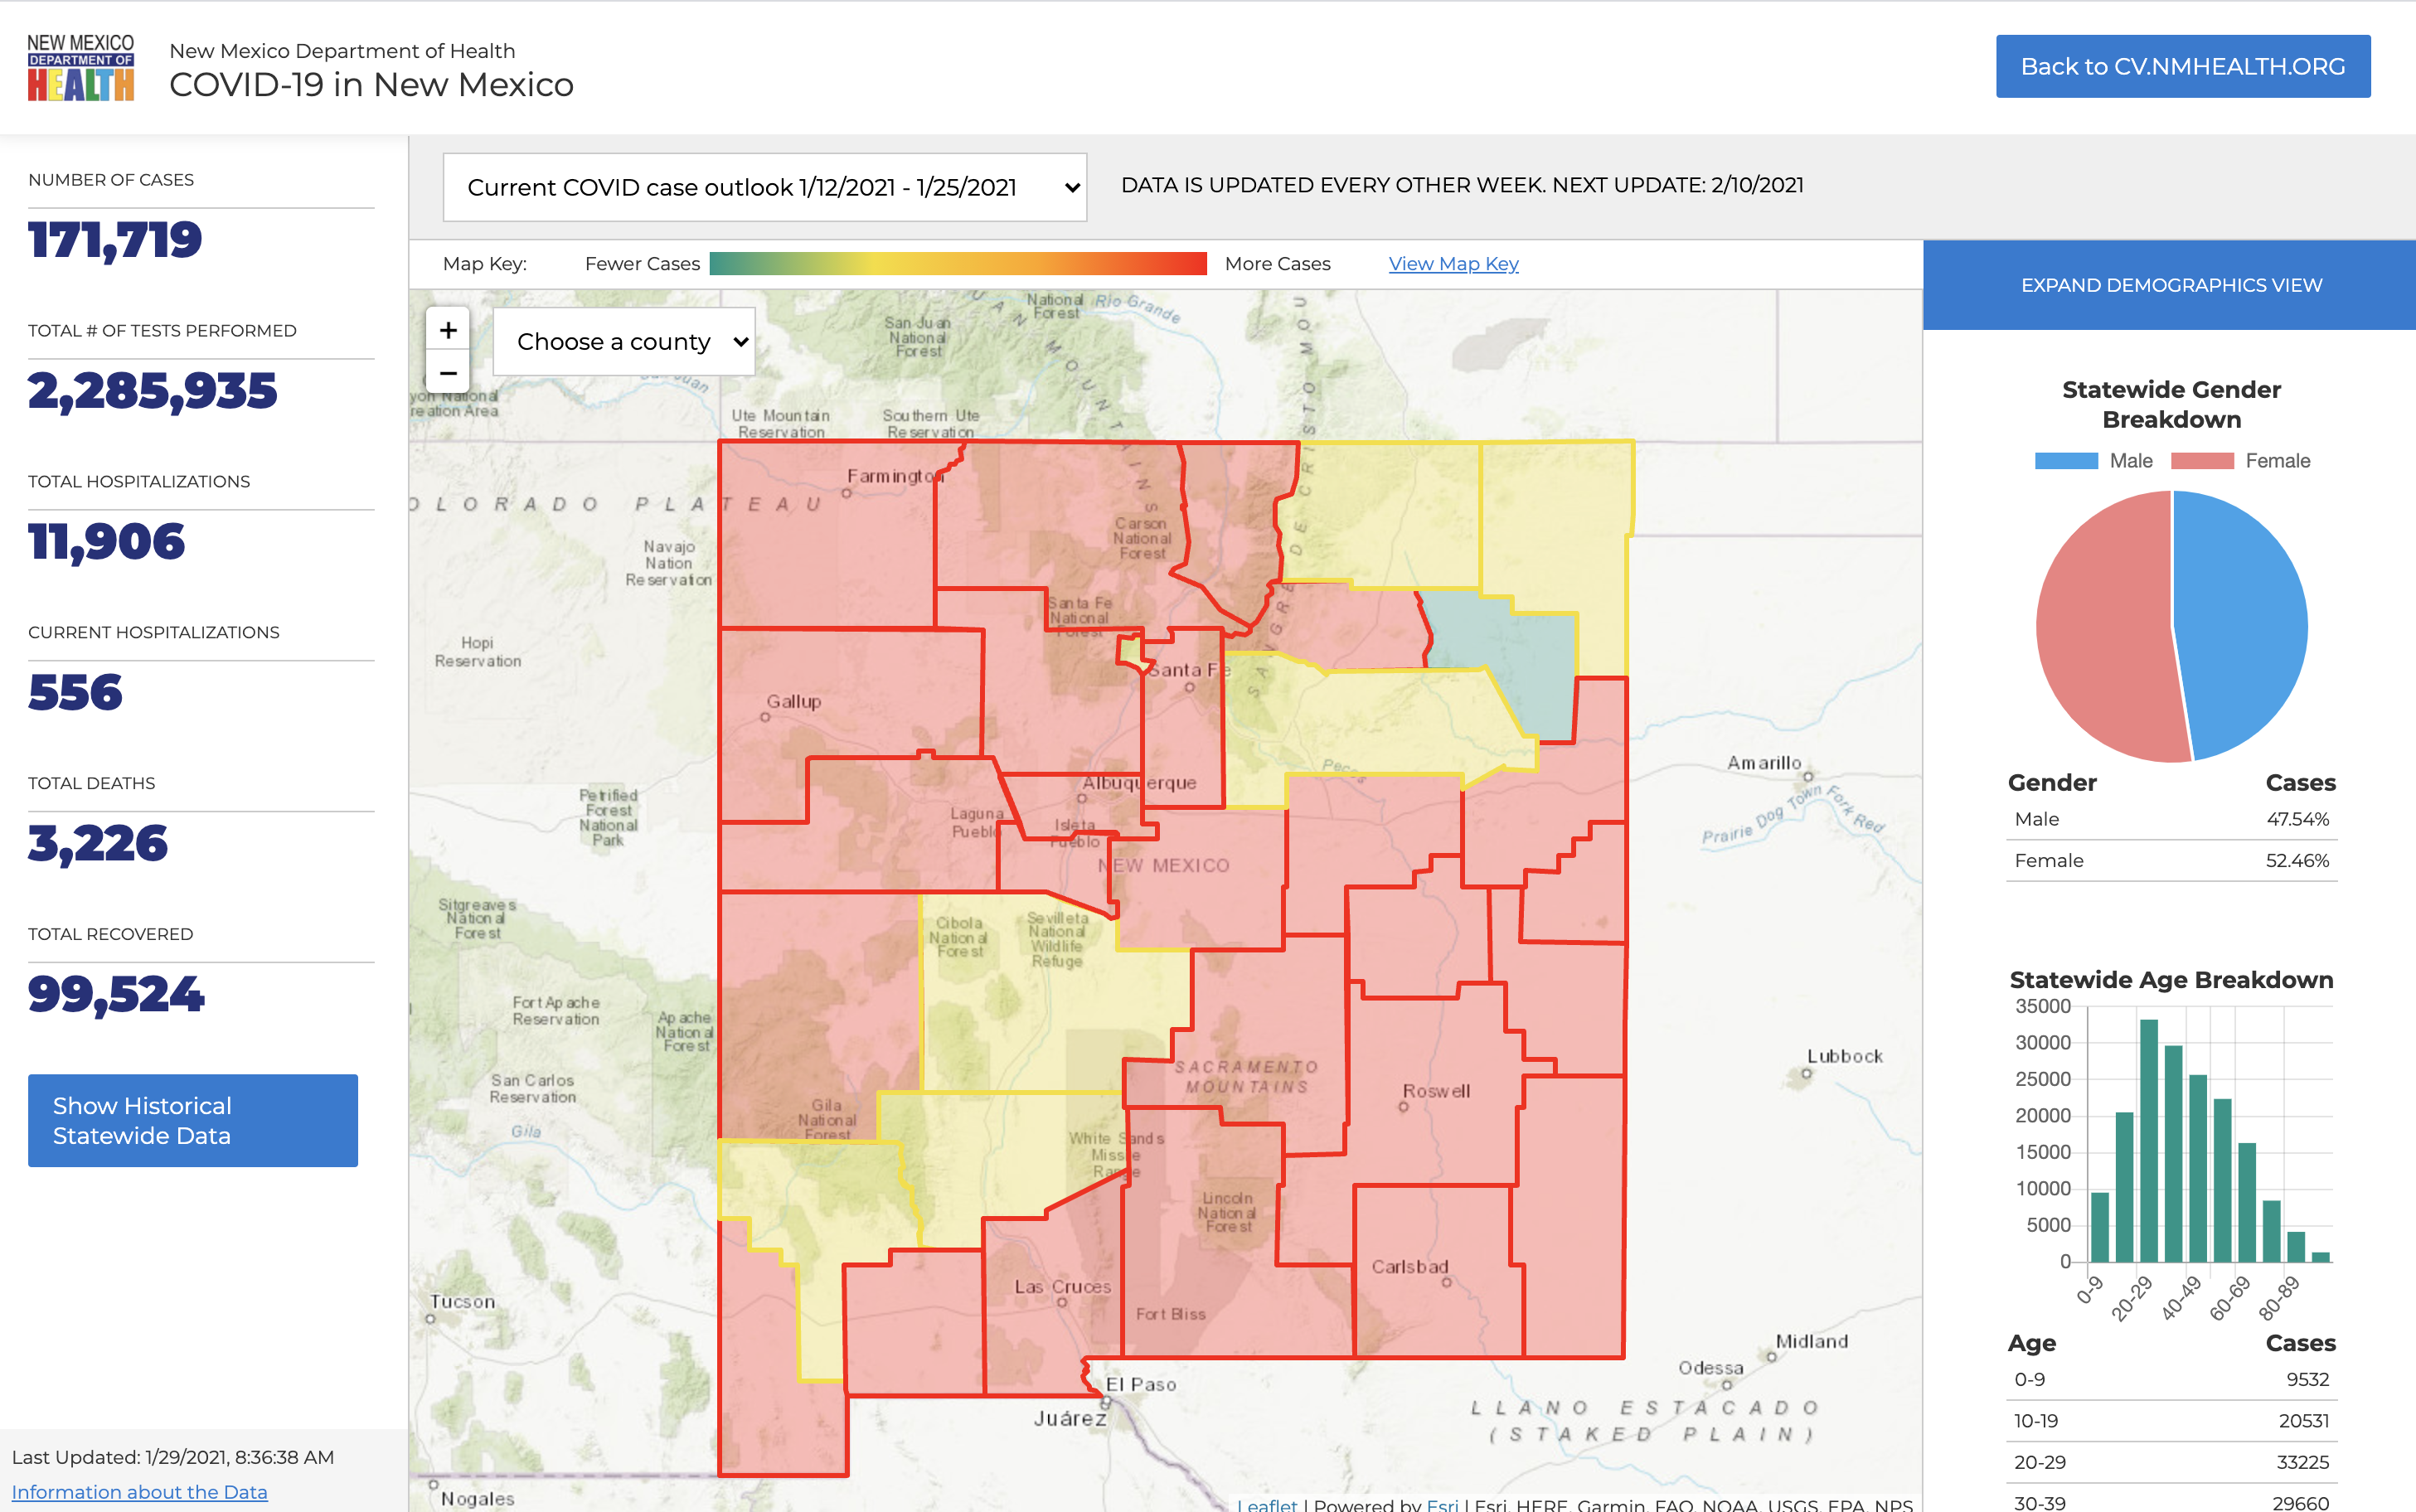 NEW MEXICO
DEPARTMENT OF
HEALTH
New Mexico Department of Health
COVID-19 in New Mexico
Back to CV.NMHEALTH.ORG
NUMBER OF CASES
171,719
TOTAL # OF TESTS PERFORMED
2,285,935
TOTAL HOSPITALIZATIONS
11,906
CURRENT HOSPITALIZATIONS
556
TOTAL DEATHS
3,226
TOTAL RECOVERED
99,524
Show Historical
Statewide Data
Last Updated: 1/29/2021, 8:36:38 AM
Information about the Data
Current COVID case outlook 1/12/2021 - 1/25/2021
DATA IS UPDATED EVERY OTHER WEEK. NEXT UPDATE: 2/10/2021
Map Key:
Fewer Cases
More Cases
View Map Key
+
−
Choose a county
National
Forest
Rio Grande
San Juan
National
Forest
yon National
reation Area
Ute Mountain
Reservation
Southern Ute
Reservation
Farmington
OLORADO PLATEAU
Carson
National
Forest
Navajo
Nation
Reservation
Santa Fe
National
Forest
Hopi
Reservation
Santa Fe
Gallup
Pecos
Amarillo
Albuquerque
Petrified
Forest
National
Park
Laguna
Pueblo
Isleta
Pueblo
Prairie Dog Town Fork Red
NEW MEXICO
Sitgreaves
National
Forest
Cibola
National
Forest
Sevilleta
National
Wildlife
Refuge
Fort Apache
Reservation
Apache
National
Forest
SACRAMENTO
MOUNTAINS
Lubbock
San Carlos
Reservation
Roswell
Gila
National
Forest
Gila
White Sands
Missile
Range
Lincoln
National
Forest
Carlsbad
Las Cruces
Tucson
Fort Bliss
Midland
Odessa
El Paso
Juárez
LLANO ESTACADO
(STAKED PLAIN)
Nogales
Leaflet | Powered by Esri | Esri, HERE, Garmin, FAO, NOAA, USGS, EPA, NPS
EXPAND DEMOGRAPHICS VIEW
Statewide Gender
Breakdown
Male Female
Gender Cases
Male 47.54%
Female 52.46%
Statewide Age Breakdown
35000
30000
25000
20000
15000
10000
5000
0
0-9 20-29 40-49 60-69 80-89
Age Cases
0-9 9532
10-19 20531
20-29 33225
30-39 29660